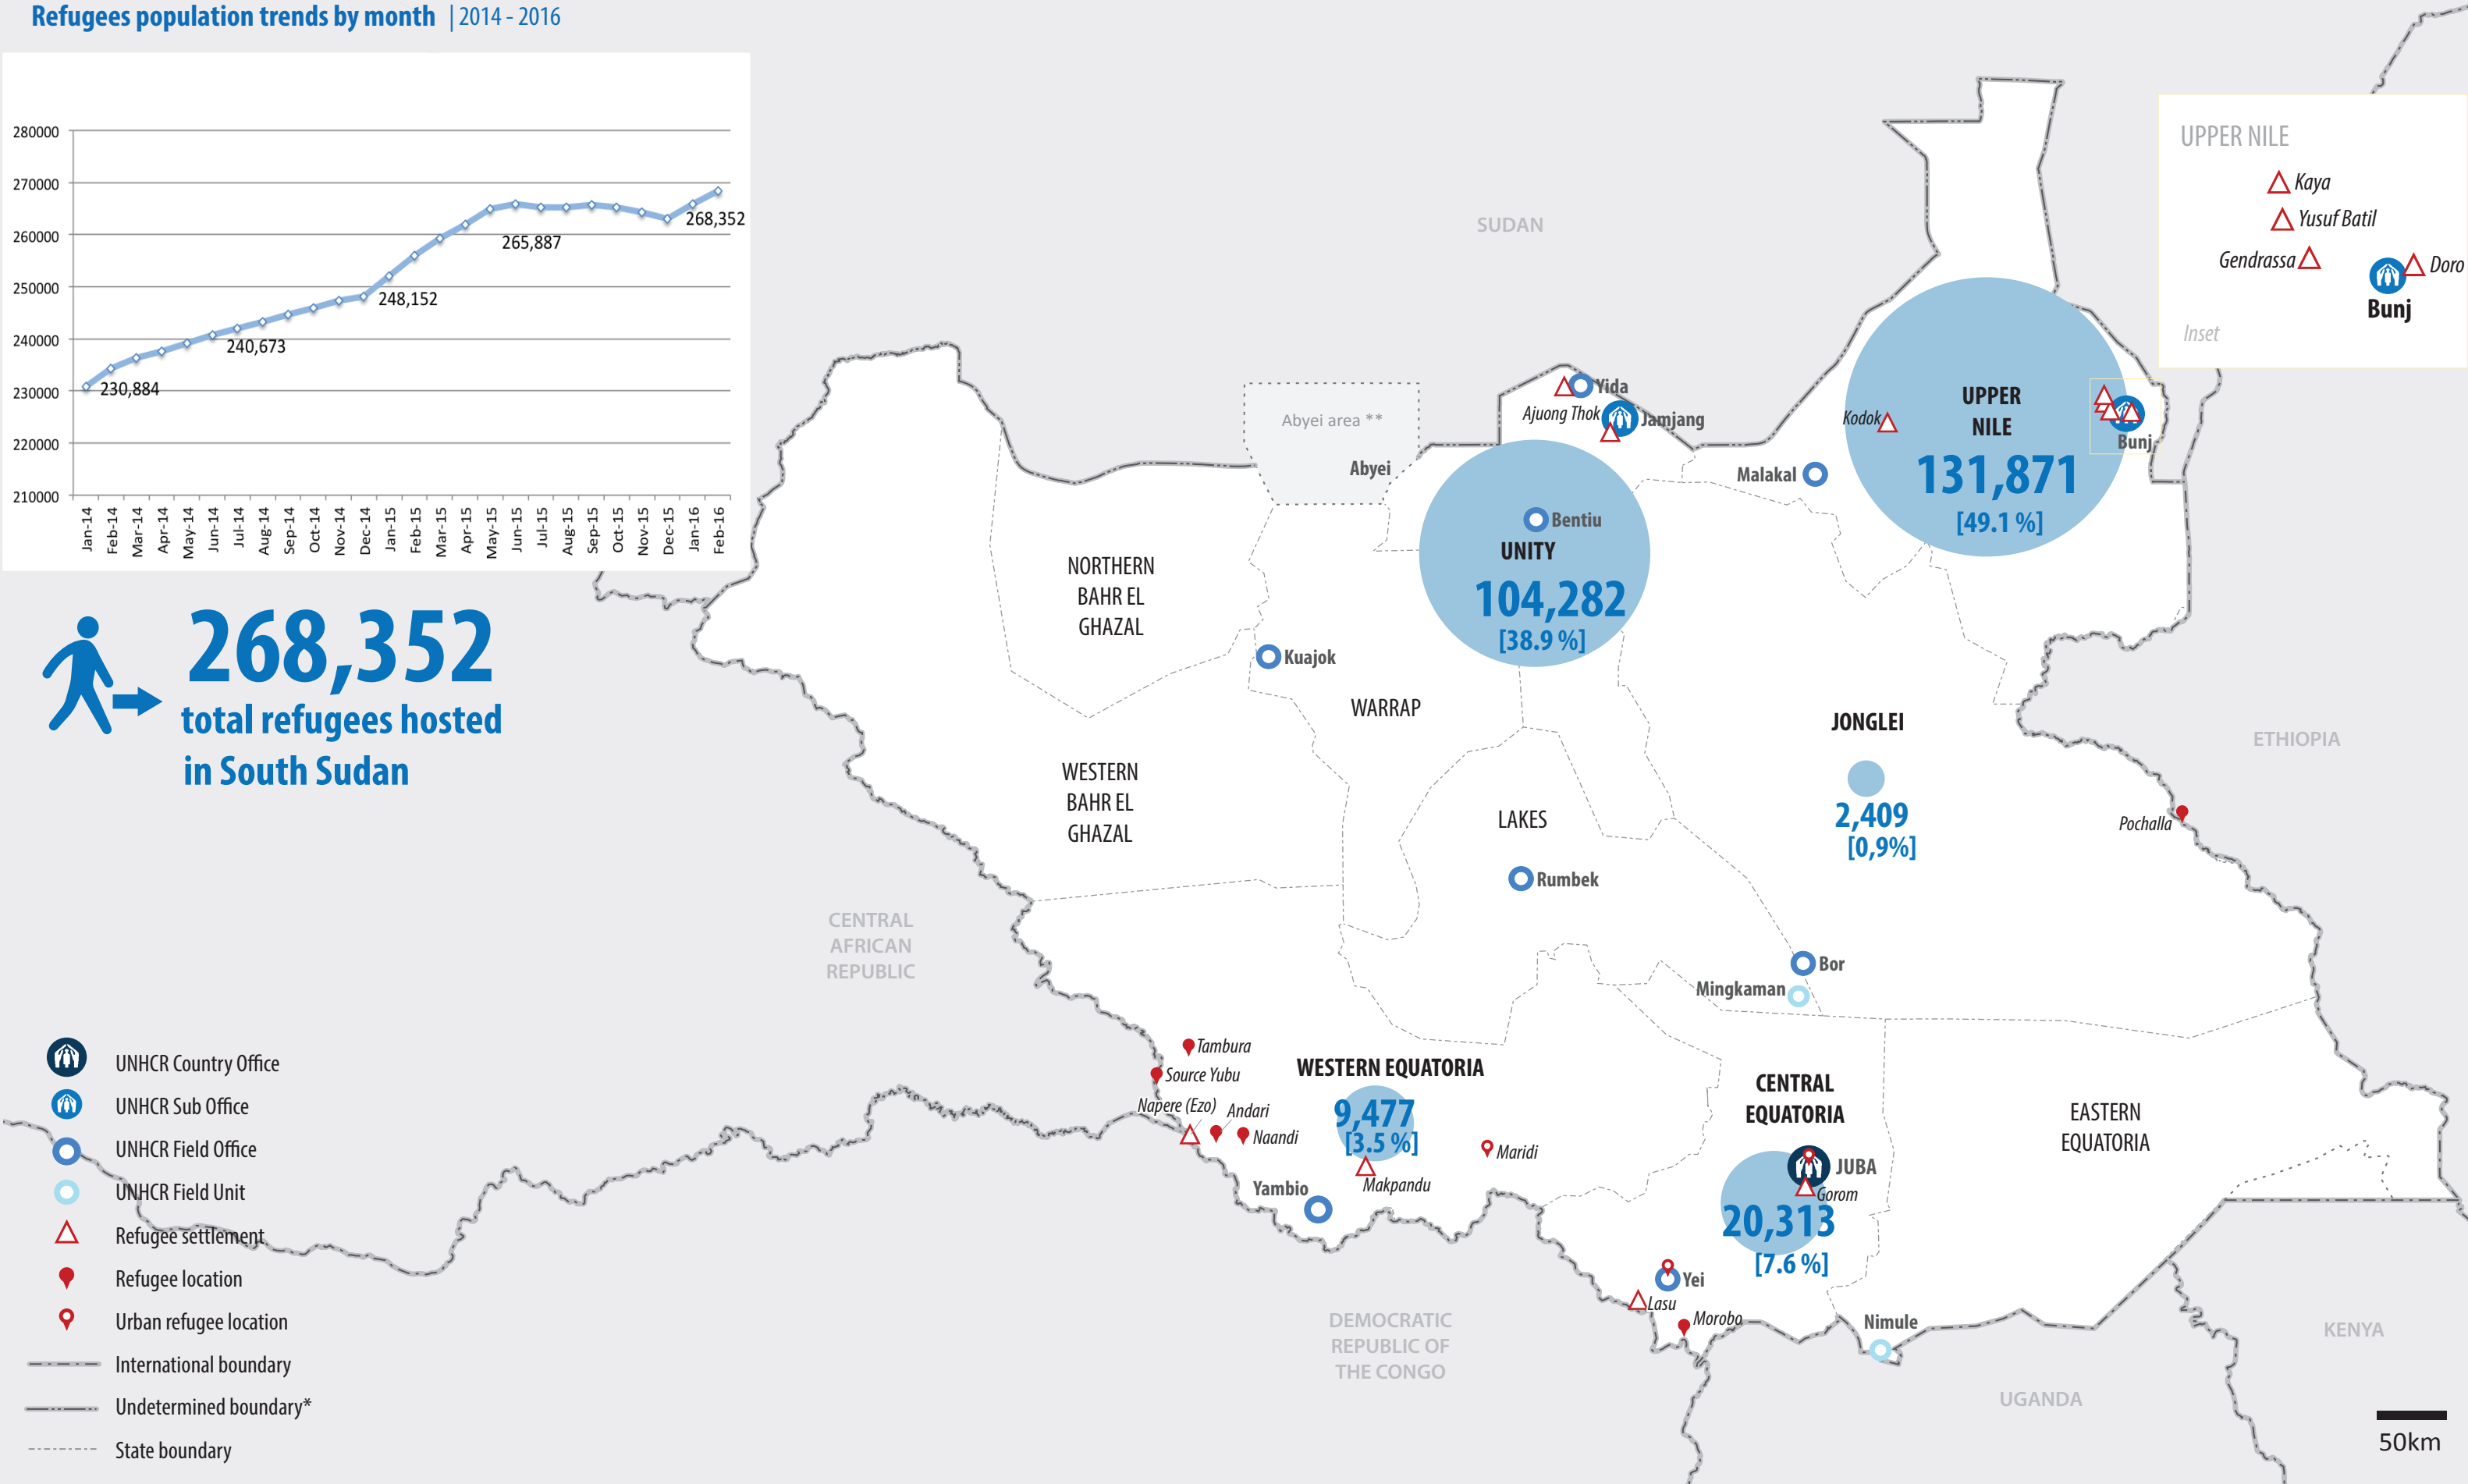 Refugees population trends by month | 2014 - 2016
280000
270000
260000
250000
240000
230000
220000
210000
230,884
240,673
248,152
265,887
268,352
Jan-14
Feb-14
Mar-14
Apr-14
May-14
Jun-14
Jul-14
Aug-14
Sep-14
Oct-14
Nov-14
Dec-14
Jan-15
Feb-15
Mar-15
Apr-15
May-15
Jun-15
Jul-15
Aug-15
Sep-15
Oct-15
Nov-15
Dec-15
Jan-16
Feb-16
268,352
total refugees hosted
in South Sudan
UNHCR Country Office
UNHCR Sub Office
UNHCR Field Office
UNHCR Field Unit
Refugee settlement
Refugee location
Urban refugee location
International boundary
Undetermined boundary*
State boundary
SUDAN
UPPER NILE
Kaya
Yusuf Batil
Gendrassa
Doro
Bunj
Inset
Abyei area **
Abyei
Yida
Ajuong Thok
Jamjang
Kodok
UPPER
NILE
131,871
[49.1 %]
Bunj
Malakal
Bentiu
UNITY
104,282
[38.9 %]
NORTHERN
BAHR EL
GHAZAL
Kuajok
WARRAP
WESTERN
BAHR EL
GHAZAL
JONGLEI
2,409
[0,9%]
ETHIOPIA
Pochalla
LAKES
Rumbek
CENTRAL
AFRICAN
REPUBLIC
Bor
Mingkaman
Tambura
Source Yubu
Napere (Ezo)
Andari
Naandi
WESTERN EQUATORIA
9,477
[3.5 %]
Makpandu
Maridi
Yambio
CENTRAL
EQUATORIA
JUBA
Gorom
20,313
[7.6 %]
EASTERN
EQUATORIA
Yei
Lasu
Morobo
Nimule
DEMOCRATIC
REPUBLIC OF
THE CONGO
UGANDA
KENYA
50km